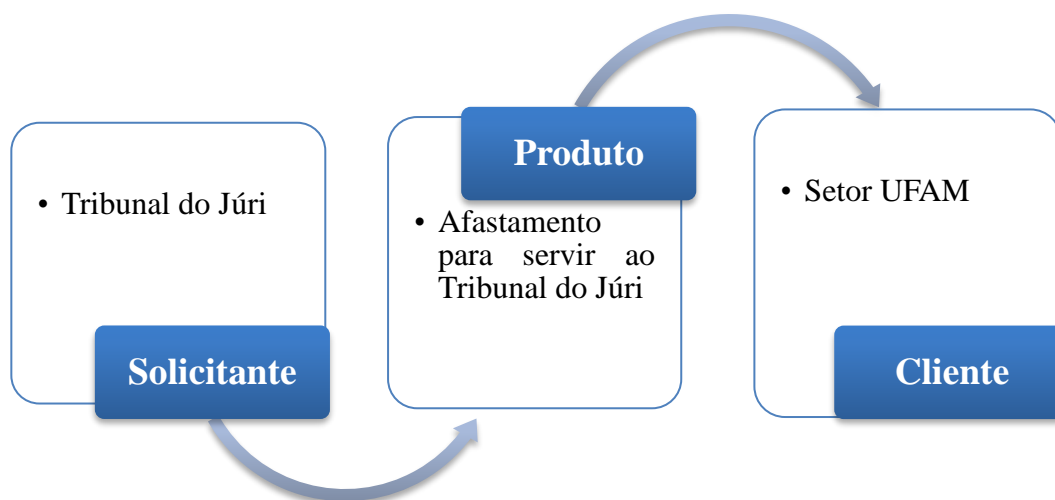 • Tribunal do Júri
Solicitante
Produto
• Afastamento
para servir ao
Tribunal do Júri
• Setor UFAM
Cliente